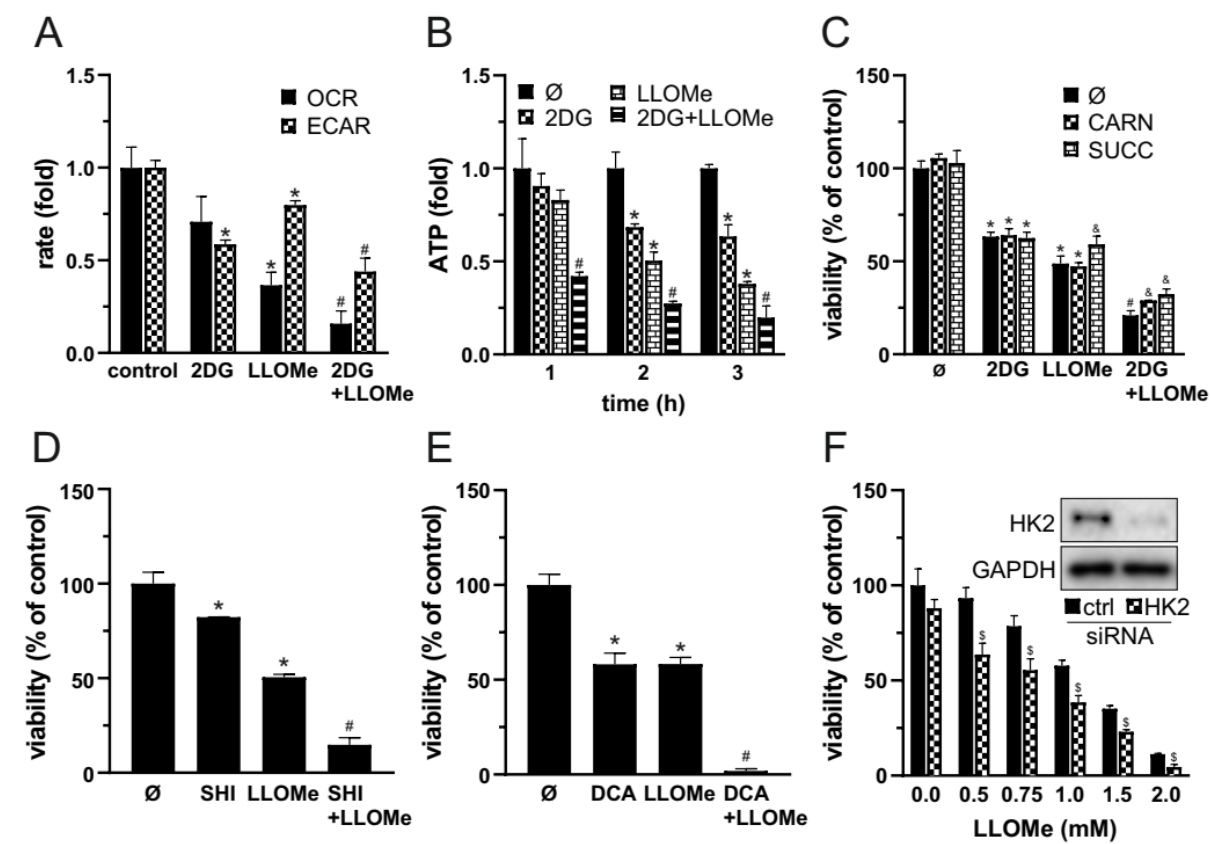 A
1.5
1.0
0.5
0.0
rate (fold)
OCR
ECAR
*
*
*
#
#
control 2DG LLOMe 2DG
+LLOMe
B
1.5
1.0
0.5
0.0
ATP (fold)
Ø LLOMe
2DG 2DG+LLOMe
#
*
*
#
*
*
#
1 2 3
time (h)
C
150
100
50
0
viability (% of control)
Ø
CARN
SUCC
* * *
* * &
# & &
Ø 2DG LLOMe 2DG
+LLOMe
D
150
100
50
0
viability (% of control)
*
*
#
Ø SHI LLOMe SHI
+LLOMe
E
150
100
50
0
viability (% of control)
* *
#
Ø DCA LLOMe DCA
+LLOMe
F
150
100
50
0
viability (% of control)
HK2
GAPDH
ctrl HK2
siRNA
$
$
$
$
$
0.0 0.5 0.75 1.0 1.5 2.0
LLOMe (mM)